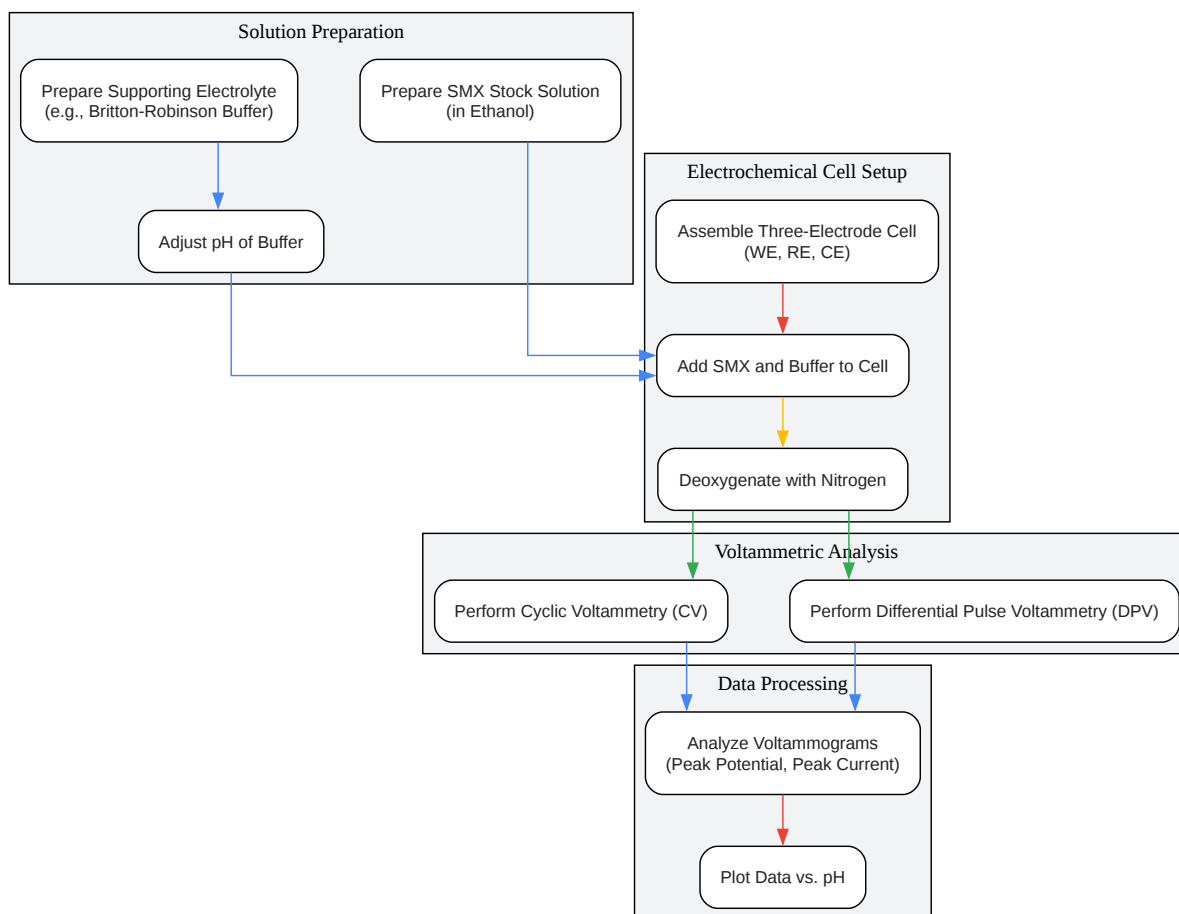 Solution Preparation
Prepare Supporting Electrolyte
(e.g., Britton-Robinson Buffer)
Prepare SMX Stock Solution
(in Ethanol)
Adjust pH of Buffer
Electrochemical Cell Setup
Assemble Three-Electrode Cell
(WE, RE, CE)
Add SMX and Buffer to Cell
Deoxygenate with Nitrogen
Voltammetric Analysis
Perform Cyclic Voltammetry (CV)
Perform Differential Pulse Voltammetry (DPV)
Data Processing
Analyze Voltammograms
(Peak Potential, Peak Current)
Plot Data vs. pH